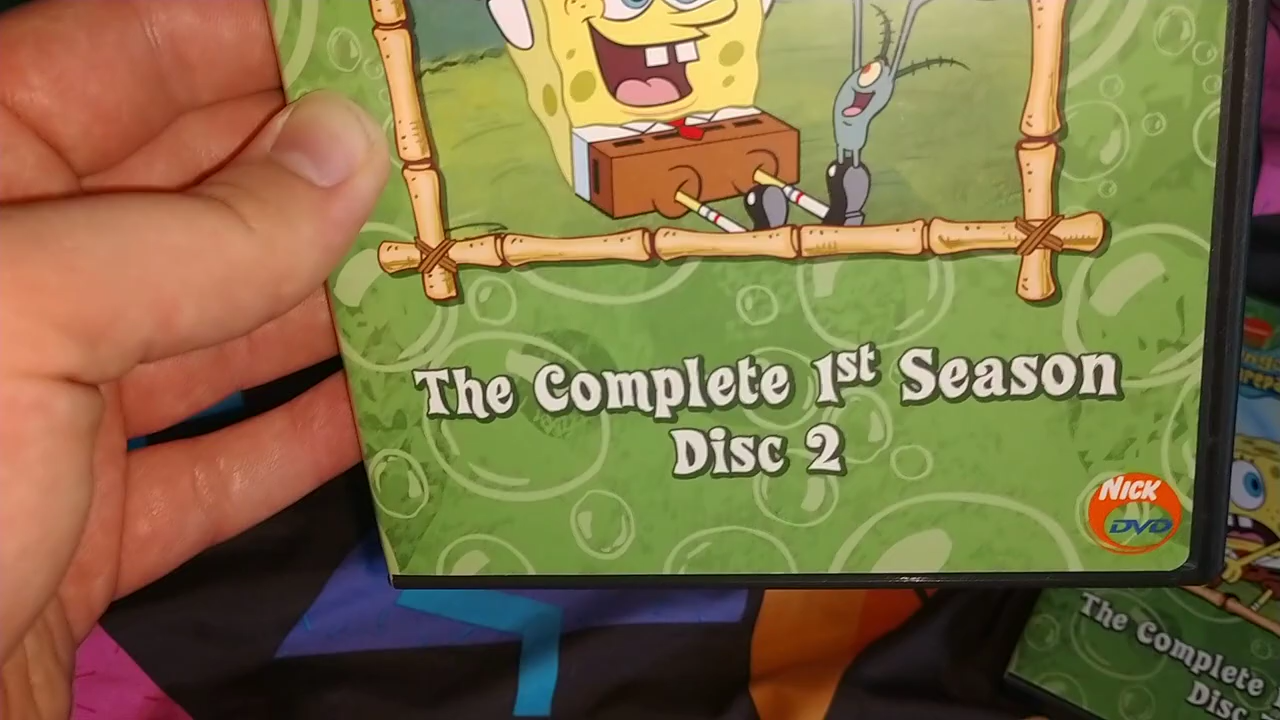 The Complete 1st Season
Disc 2
NICK
DVD
The Complete
Disc